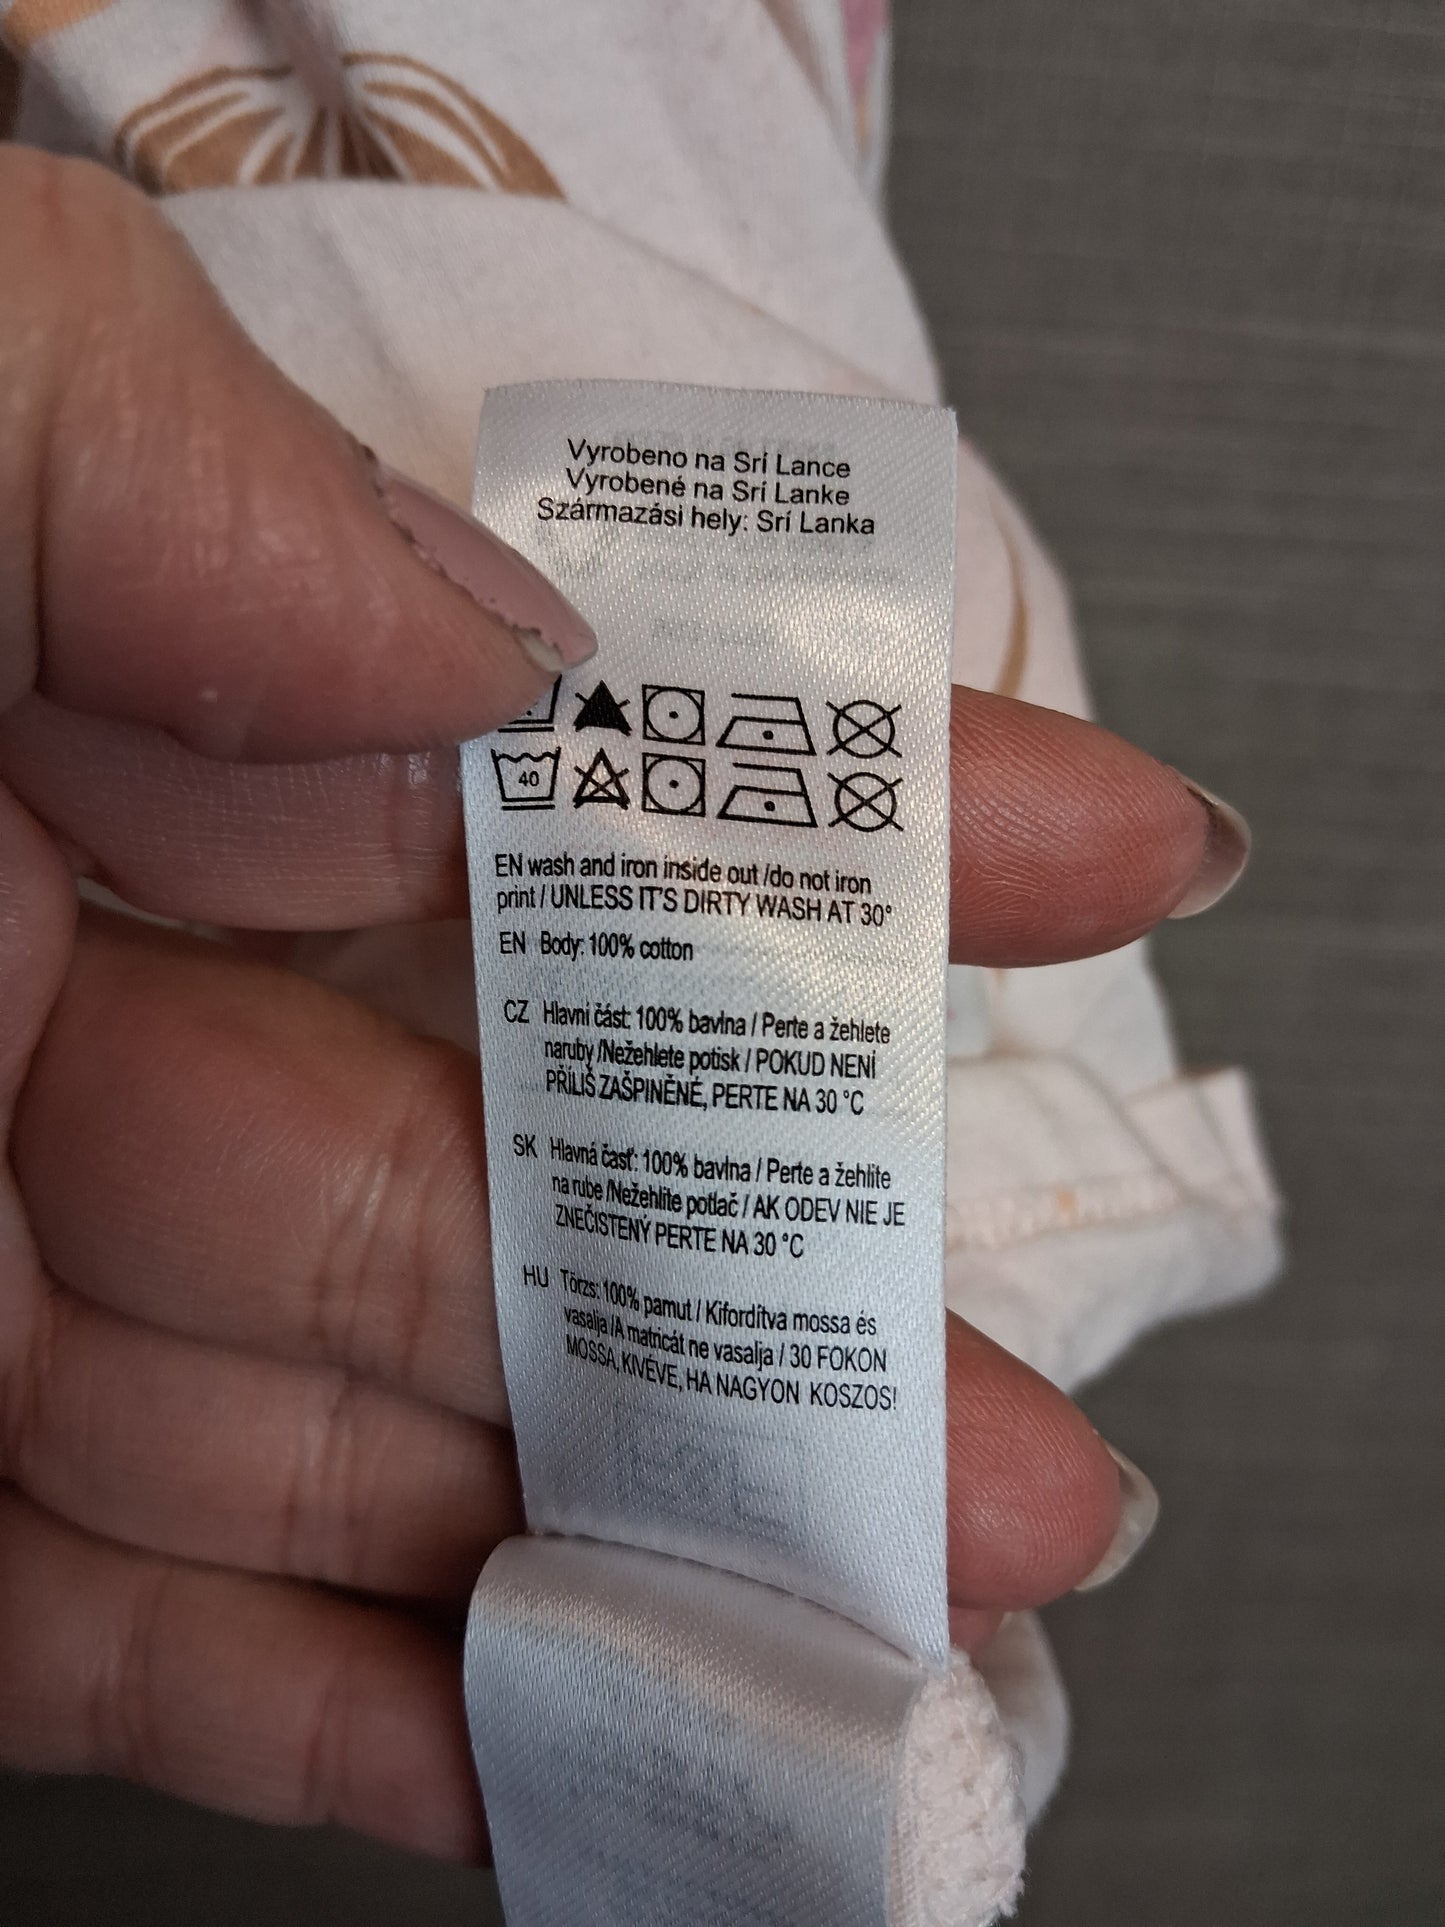 Vyrobeno na Srí Lance
Vyrobené na Srí Lanke
Származási hely: Srí Lanka
40
EN wash and iron inside out /do not iron
print / UNLESS IT'S DIRTY WASH AT 30°
EN Body: 100% cotton
CZ Hlavní část: 100% bavlna / Perte a žehlete
naruby /Nežehlete potisk / POKUD NENÍ
PŘÍLIŠ ZAŠPINĚNÉ, PERTE NA 30 °C
SK Hlavná časť: 100% bavlna / Perte a žehlite
na rube /Nežehlite potlač / AK ODEV NIE JE
ZNEČISTENÝ PERTE NA 30 °C
HU Törzs: 100% pamut / Kifordítva mossa és
vasalja /A matricát ne vasalja / 30 FOKON
MOSSA, KIVÉVE, HA NAGYON KOSZOS!